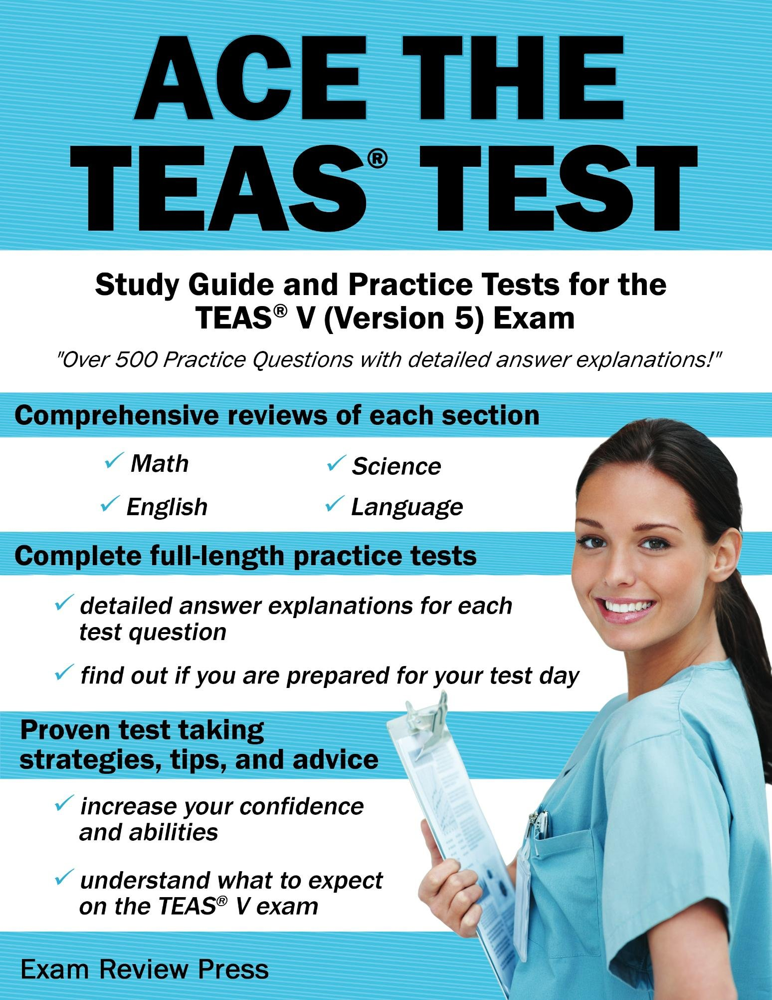 ACE THE
TEAS® TEST
Study Guide and Practice Tests for the
TEAS® V (Version 5) Exam
"Over 500 Practice Questions with detailed answer explanations!"
Comprehensive reviews of each section
✓ Math
✓ Science
✓ English
✓ Language
Complete full-length practice tests
✓ detailed answer explanations for each
test question
✓ find out if you are prepared for your test day
Proven test taking
strategies, tips, and advice
✓ increase your confidence
and abilities
✓ understand what to expect
on the TEAS® V exam
Exam Review Press